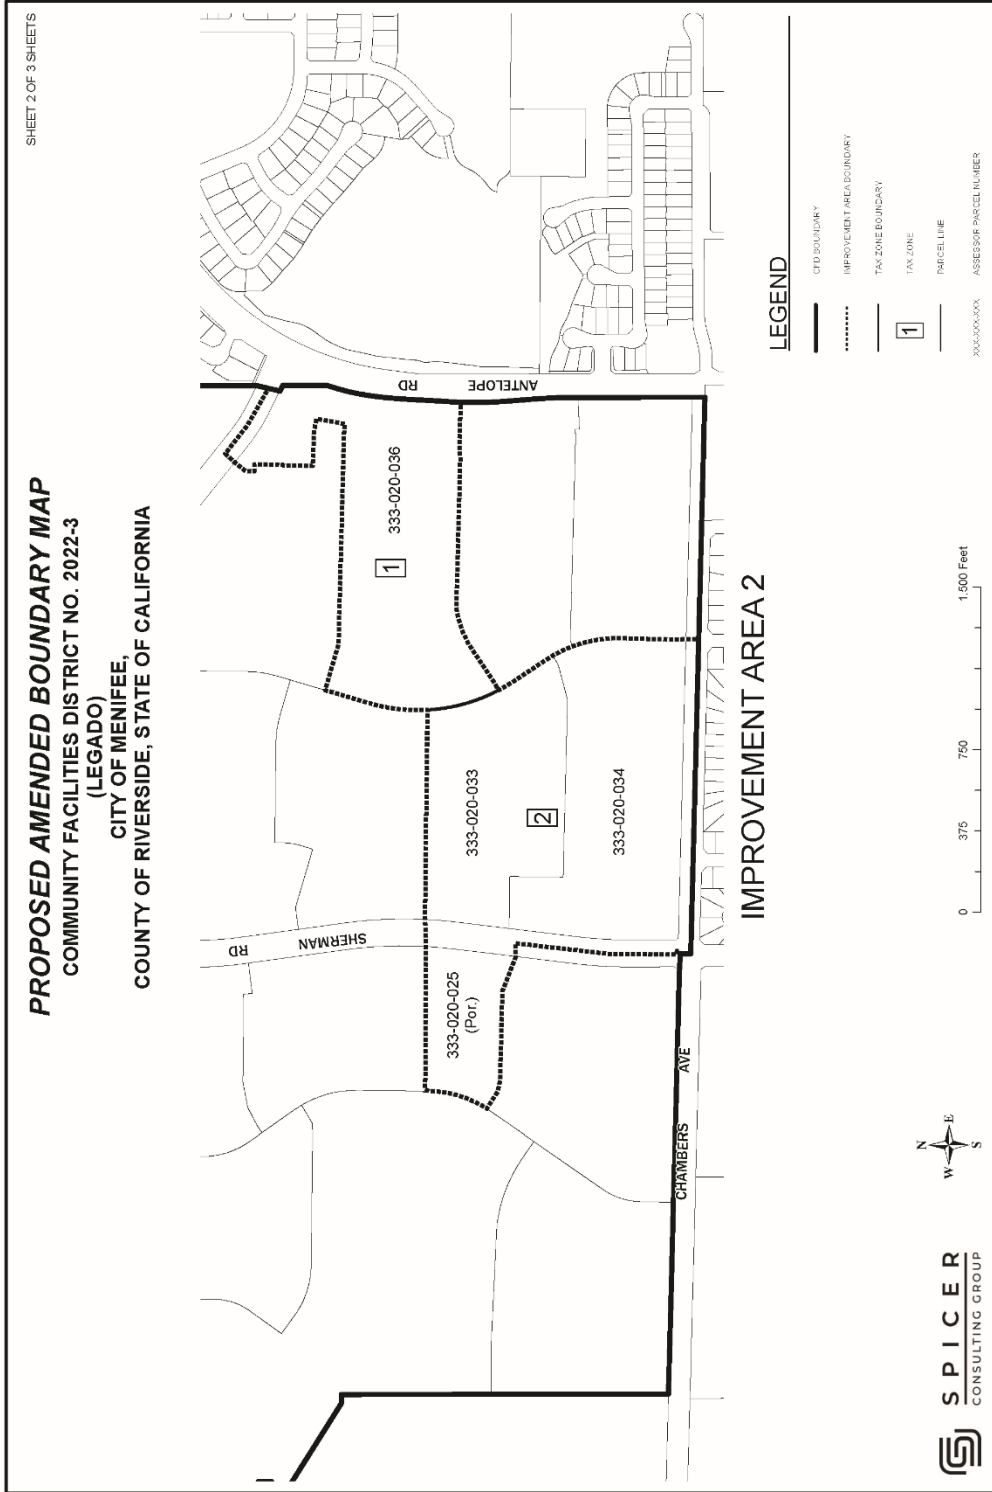 SHEET 2 OF 3 SHEETS
PROPOSED AMENDED BOUNDARY MAP
COMMUNITY FACILITIES DISTRICT NO. 2022-3
(LEGADO)
CITY OF MENIFEE,
COUNTY OF RIVERSIDE, STATE OF CALIFORNIA
SHERMAN RD
ANTELOPE RD
333-020-036
1
333-020-025
(Por.)
333-020-033
2
333-020-034
CHAMBERS AVE
IMPROVEMENT AREA 2
LEGEND
CFD BOUNDARY
IMPROVEMENT AREA BOUNDARY
TAX ZONE BOUNDARY
1 TAX ZONE
PARCEL LINE
XXX-XXX-XXX ASSESSOR PARCEL NUMBER
N
W E
S
0 375 750 1,500 Feet
SPICER
CONSULTING GROUP